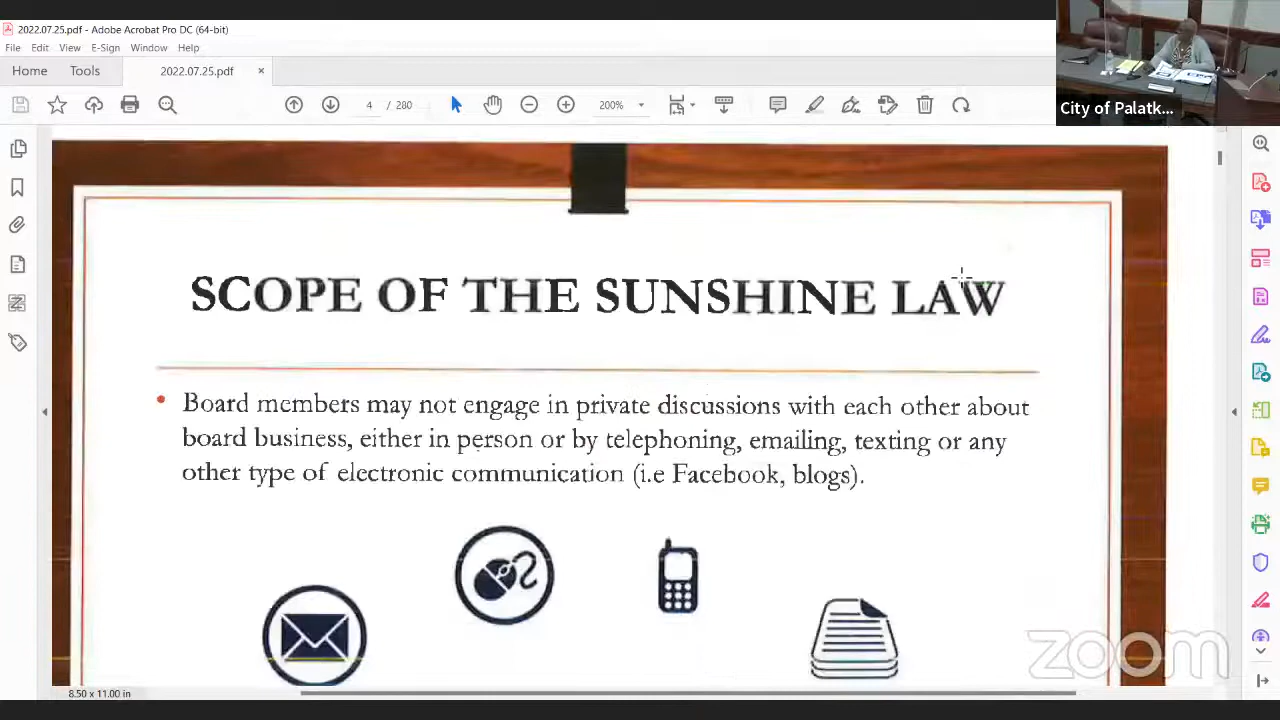 2022.07.25.pdf - Adobe Acrobat Pro DC (64-bit)
File Edit View E-Sign Window Help
Home Tools 2022.07.25.pdf ×
4 / 280 200%
City of Palatk...
SCOPE OF THE SUNSHINE LAW
• Board members may not engage in private discussions with each other about
board business, either in person or by telephoning, emailing, texting or any
other type of electronic communication (i.e Facebook, blogs).
zoom
8.50 x 11.00 in